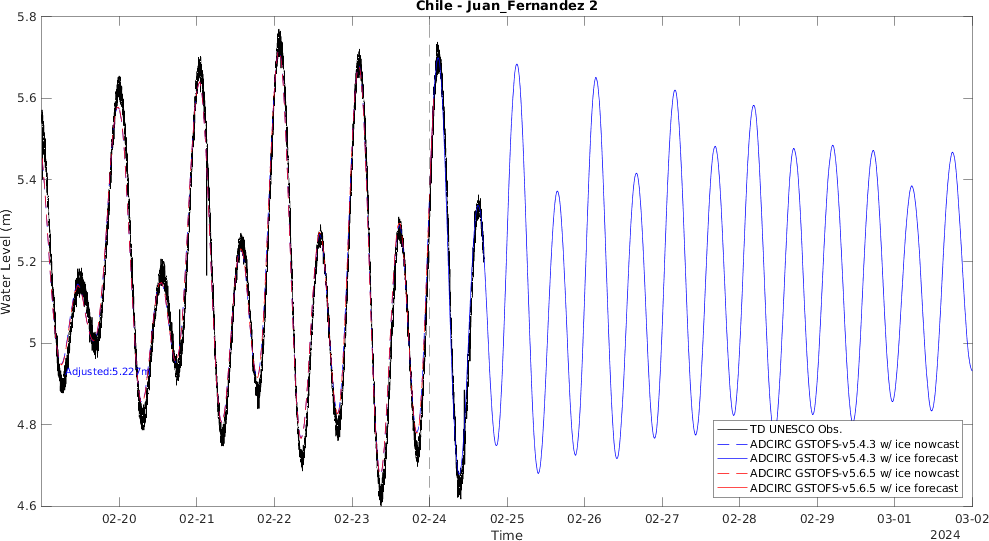 Chile - Juan_Fernandez 2
Water Level (m)
5.8
5.6
5.4
5.2
5
4.8
4.6
Adjusted:5.227m
TD UNESCO Obs.
ADCIRC GSTOFS-v5.4.3 w/ ice nowcast
ADCIRC GSTOFS-v5.4.3 w/ ice forecast
ADCIRC GSTOFS-v5.6.5 w/ ice nowcast
ADCIRC GSTOFS-v5.6.5 w/ ice forecast
02-20 02-21 02-22 02-23 02-24 02-25 02-26 02-27 02-28 02-29 03-01 03-02
Time
2024